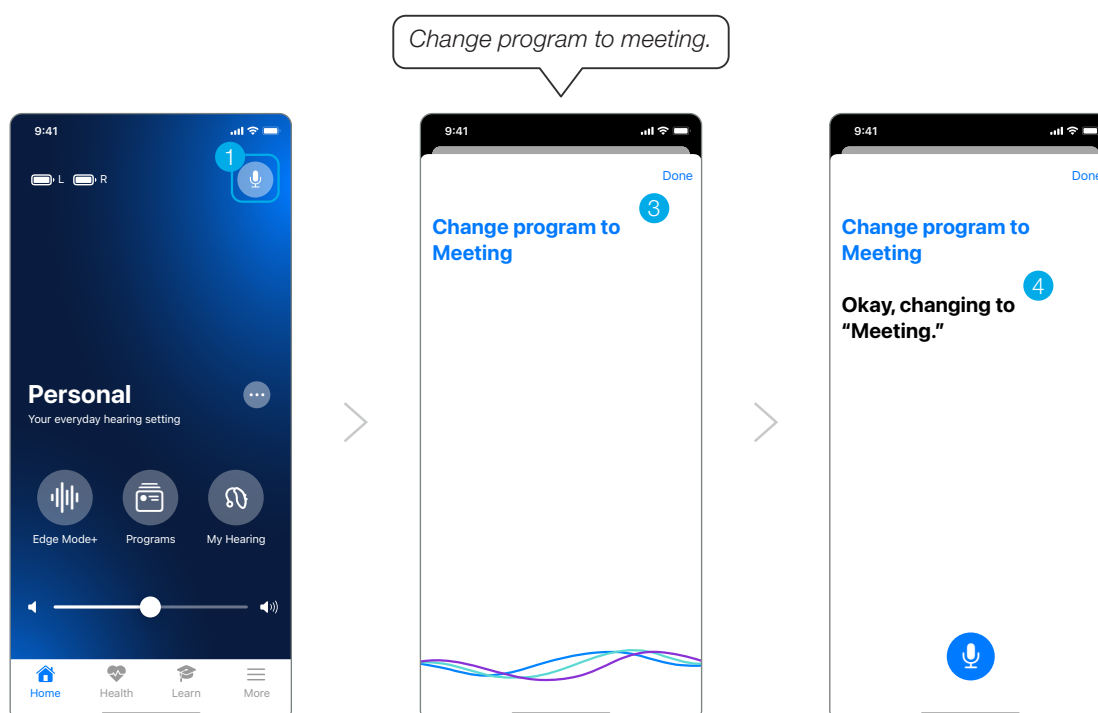 Change program to meeting.
9:41
1
L R
Personal
Your everyday hearing setting
Edge Mode+ Programs My Hearing
Home Health Learn More
9:41
Done
3
Change program to
Meeting
9:41
Done
Change program to
Meeting
4
Okay, changing to
“Meeting.”